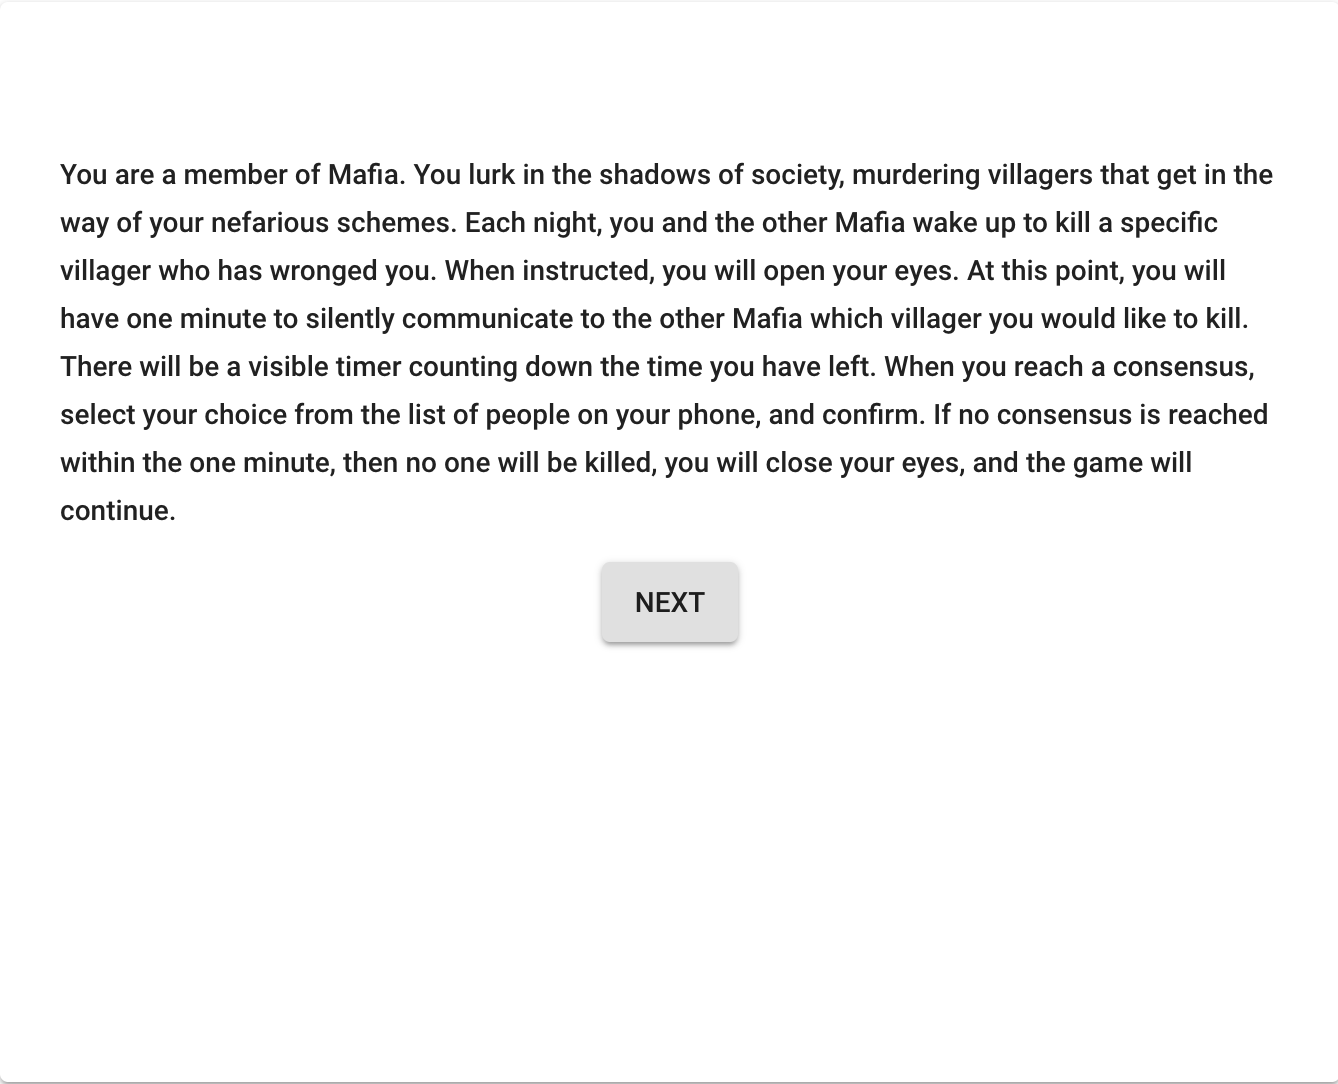 You are a member of Mafia. You lurk in the shadows of society, murdering villagers that get in the
way of your nefarious schemes. Each night, you and the other Mafia wake up to kill a specific
villager who has wronged you. When instructed, you will open your eyes. At this point, you will
have one minute to silently communicate to the other Mafia which villager you would like to kill.
There will be a visible timer counting down the time you have left. When you reach a consensus,
select your choice from the list of people on your phone, and confirm. If no consensus is reached
within the one minute, then no one will be killed, you will close your eyes, and the game will
continue.
NEXT